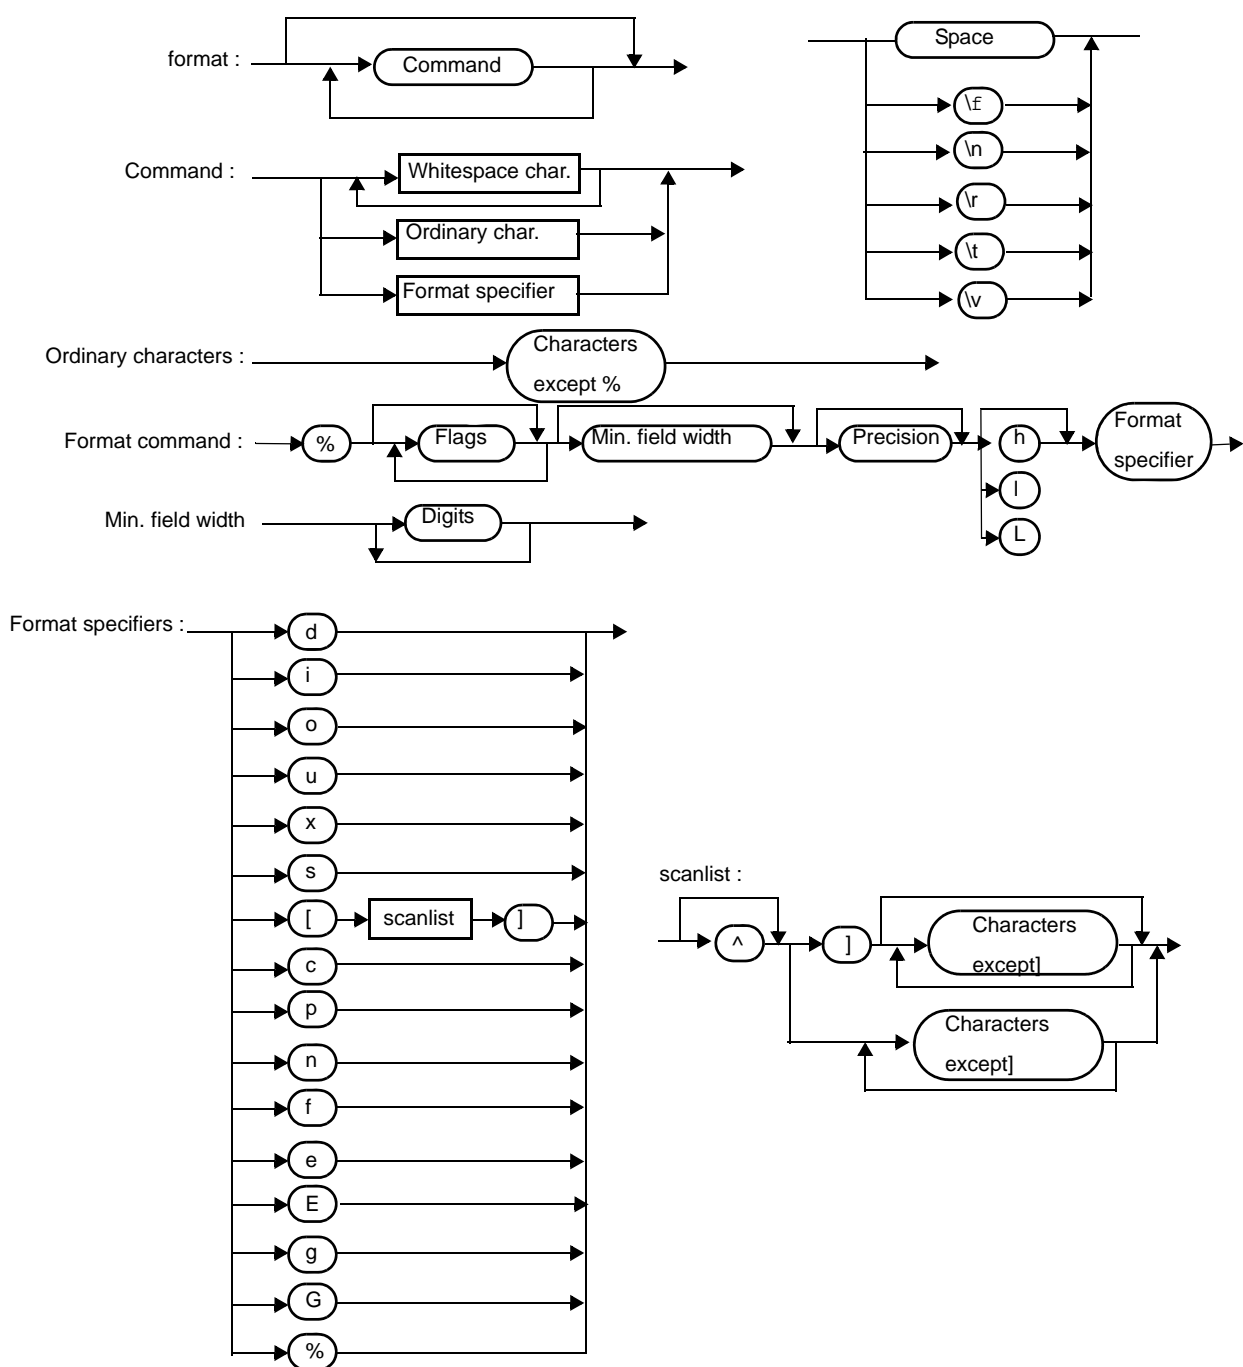 format :
Command
Space
\f
\n
\r
\t
\v
Command :
Whitespace char.
Ordinary char.
Format specifier
Ordinary characters :
Characters
except %
Format command :
%
Flags
Min. field width
Precision
h
l
L
Format
specifier
Min. field width
Digits
Format specifiers :
d
i
o
u
x
s
[
scanlist
]
c
p
n
f
e
E
g
G
%
scanlist :
^
]
Characters
except]
Characters
except]